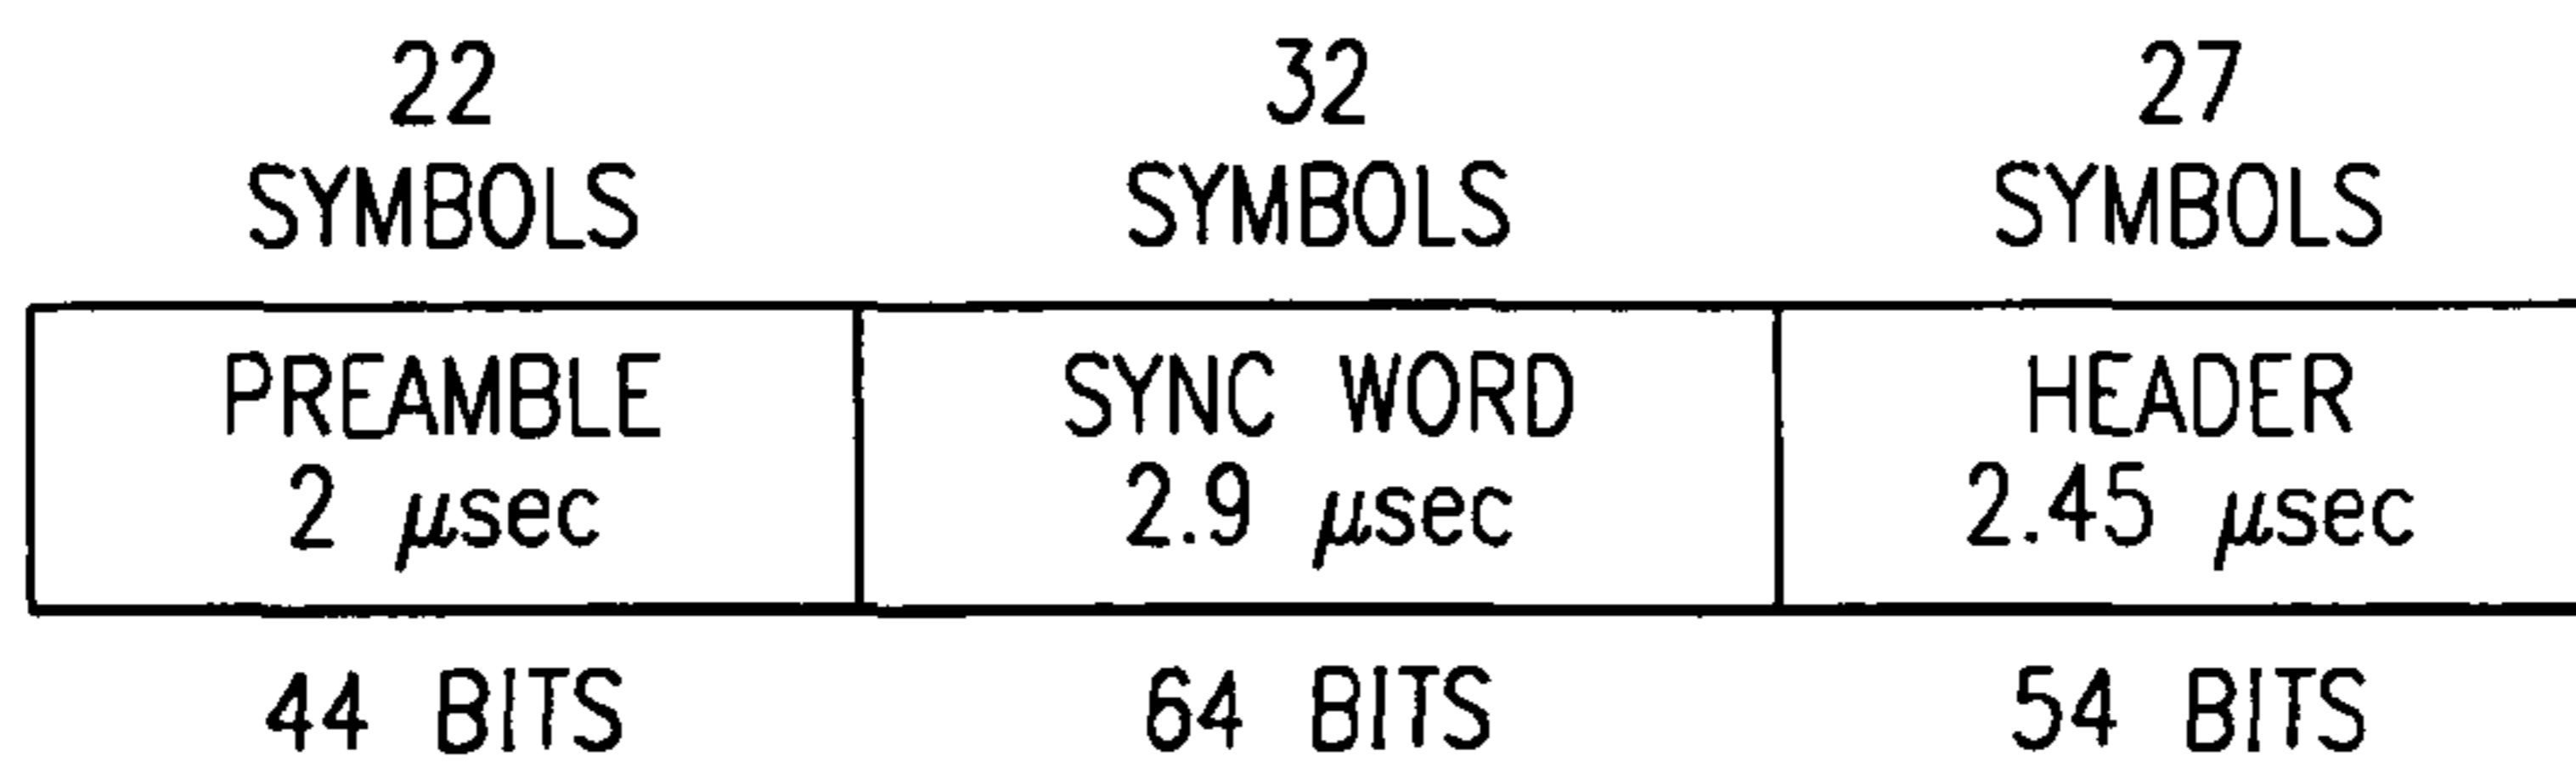 22 32 27
SYMBOLS SYMBOLS SYMBOLS
PREAMBLE SYNC WORD HEADER
2 μsec 2.9 μsec 2.45 μsec
44 BITS 64 BITS 54 BITS